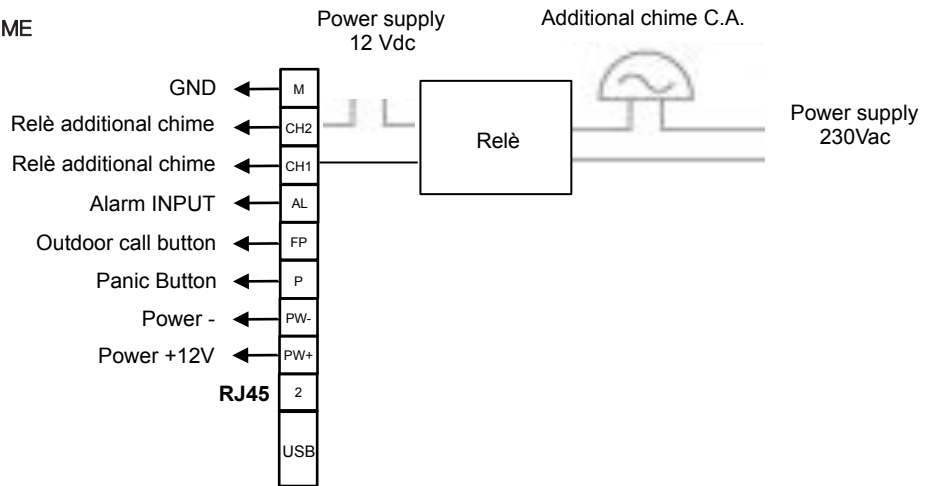 ME
Power supply
12 Vdc
Additional chime C.A.
GND
M
Relè additional chime
CH2
Relè
Power supply
230Vac
Relè additional chime
CH1
Alarm INPUT
AL
Outdoor call button
FP
Panic Button
P
Power -
PW-
Power +12V
PW+
RJ45
2
USB